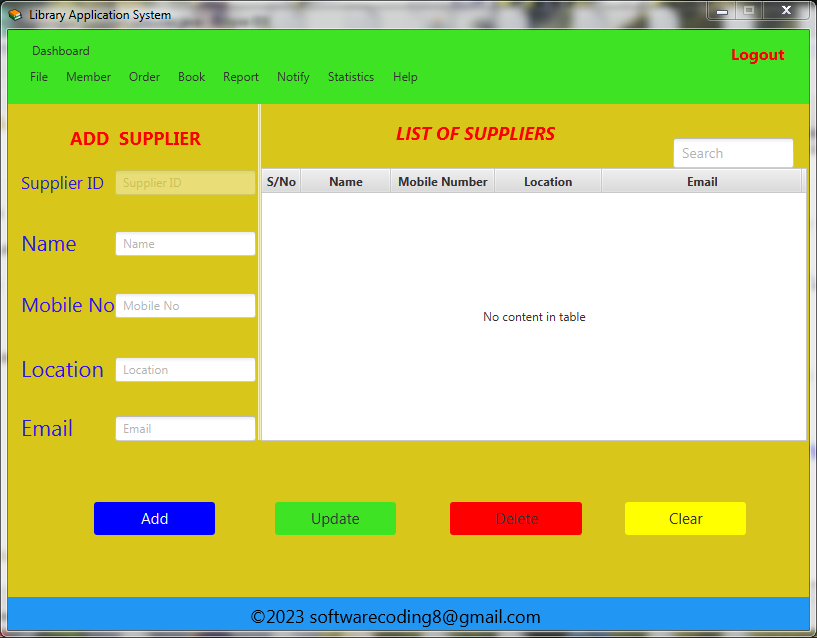 Library Application System
Dashboard
Logout
File Member Order Book Report Notify Statistics Help
ADD SUPPLIER
LIST OF SUPPLIERS
Search
Supplier ID Supplier ID
S/No Name Mobile Number Location Email
Name Name
Mobile No Mobile No
No content in table
Location Location
Email Email
Add Update Delete Clear
©2023 softwarecoding8@gmail.com